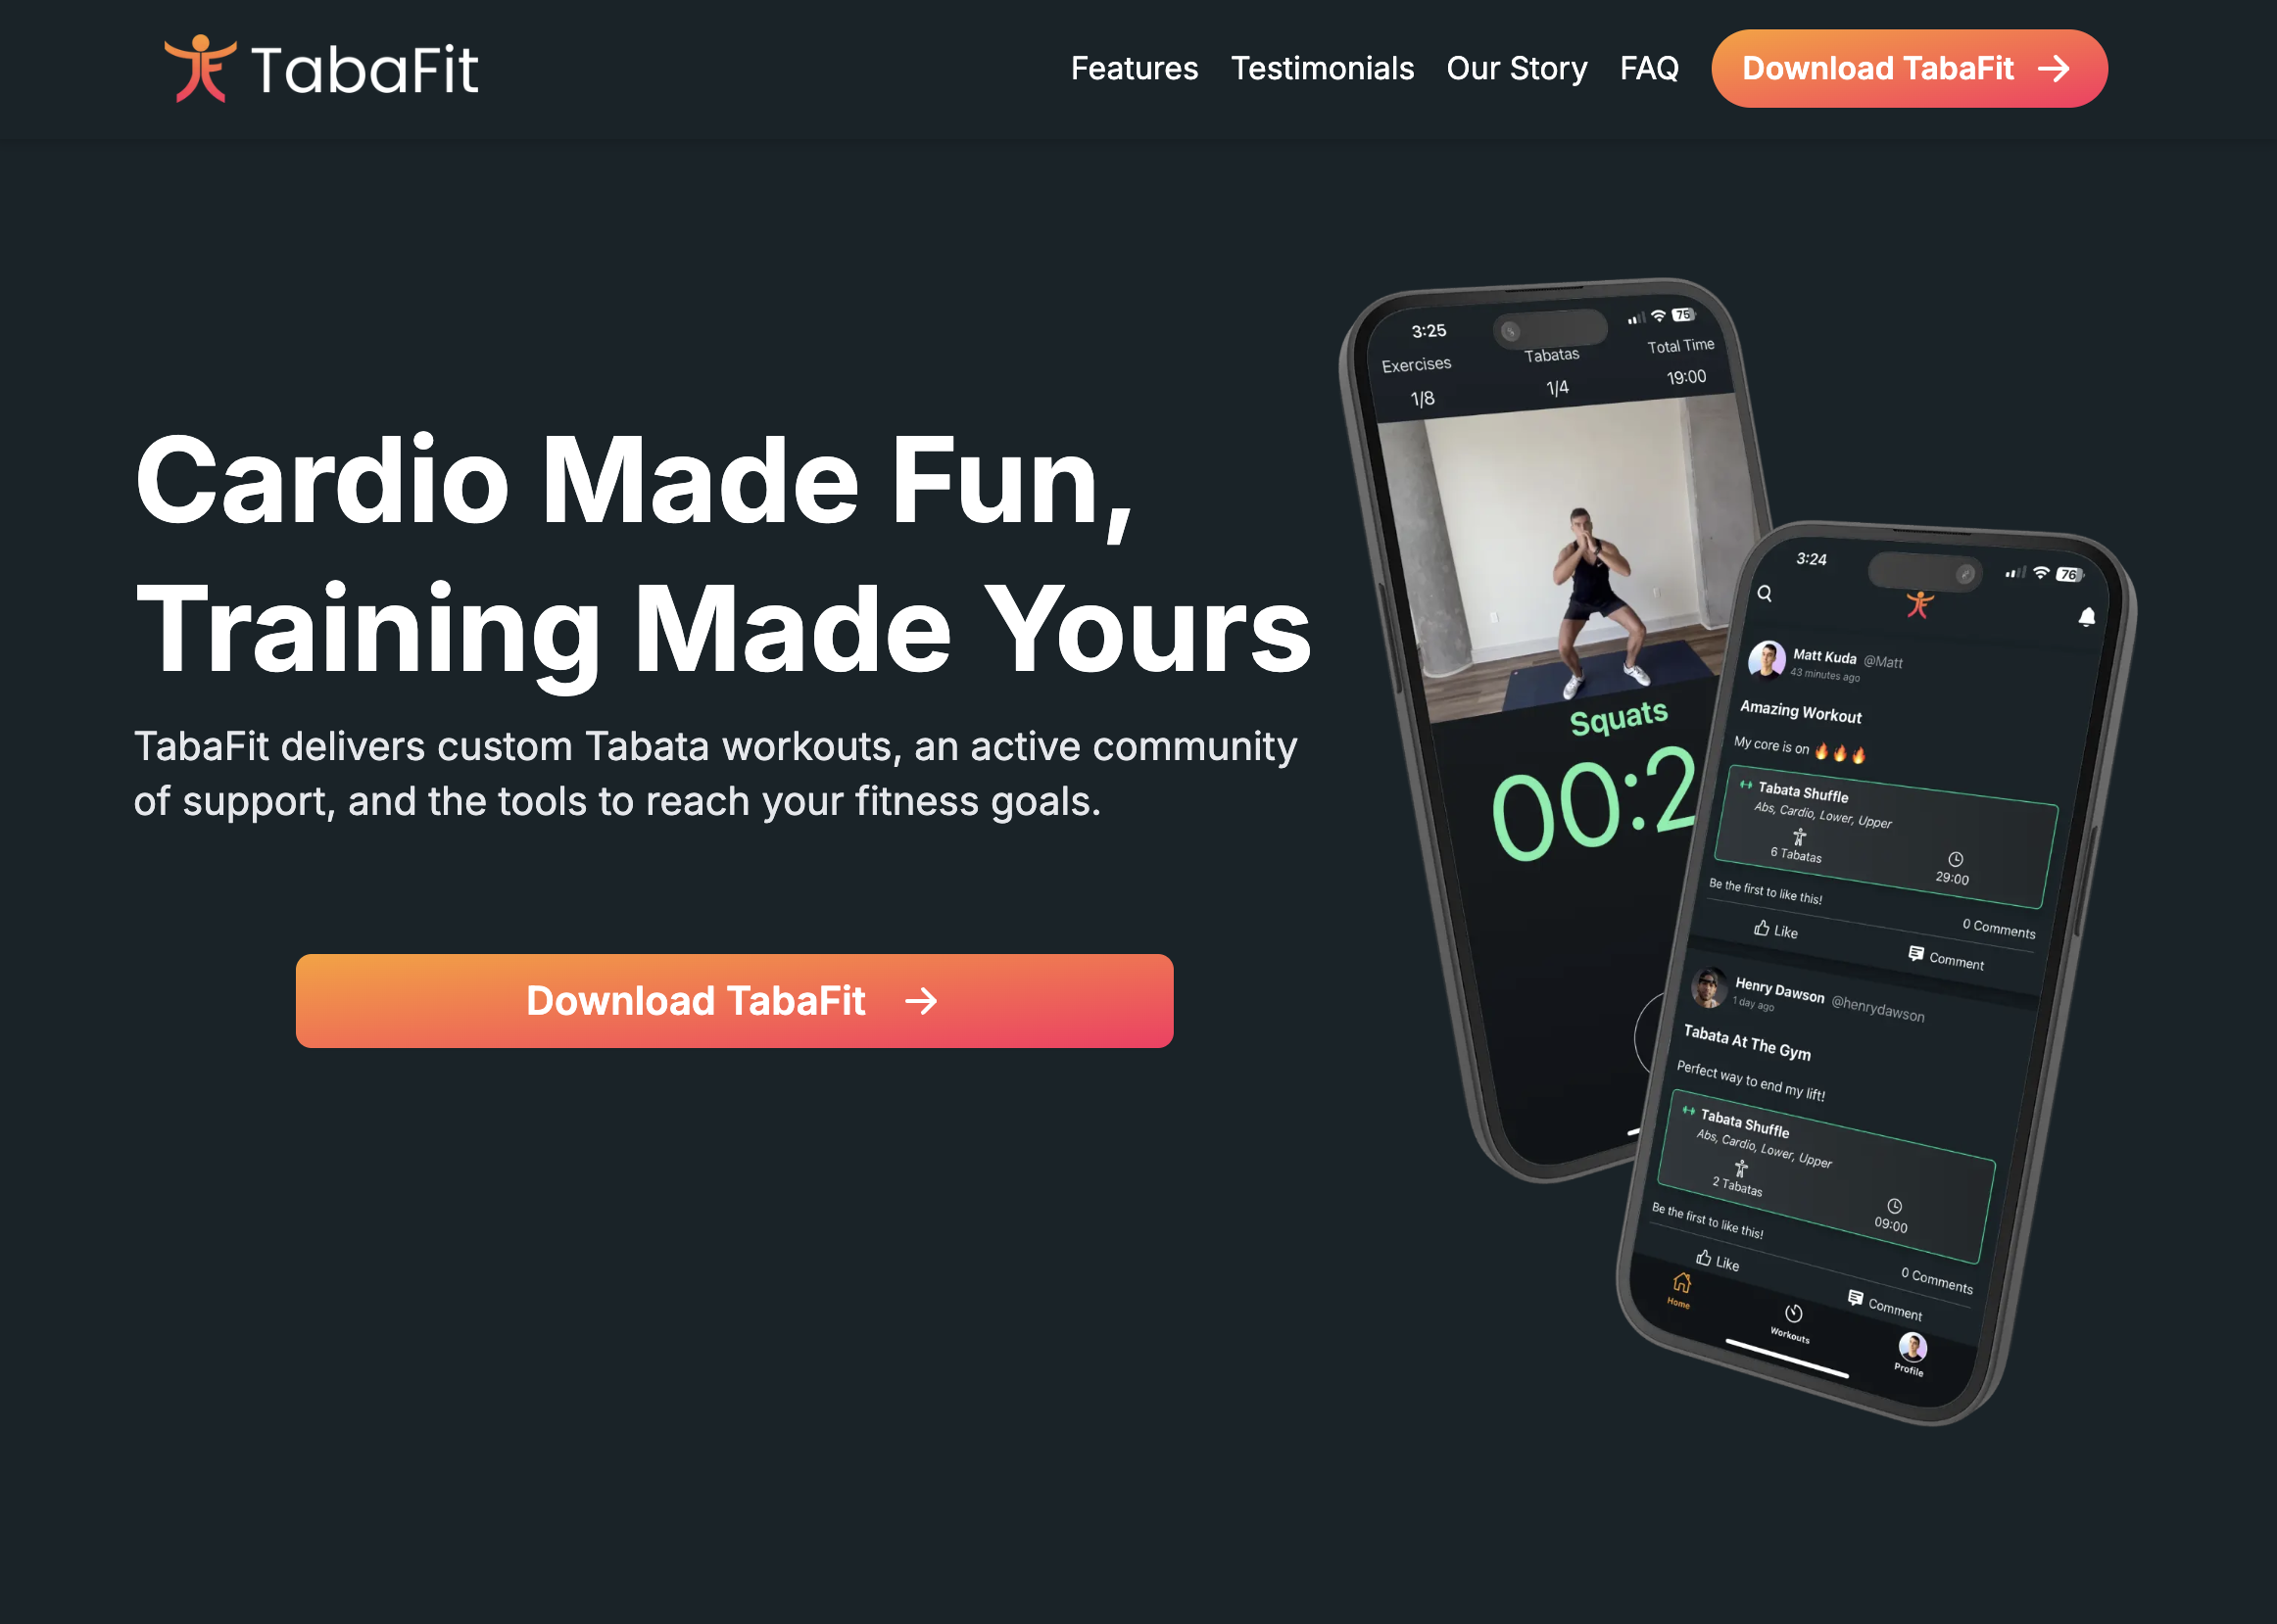 TabaFit
Features Testimonials Our Story FAQ Download TabaFit
Cardio Made Fun,
Training Made Yours
TabaFit delivers custom Tabata workouts, an active community
of support, and the tools to reach your fitness goals.
Download TabaFit
3:25 75
Exercises Tabatas Total Time
1/8 1/4 19:00
Squats
00:2
3:24 76
Matt Kuda @Matt
43 minutes ago
Amazing Workout
My core is on 🔥🔥🔥
Tabata Shuffle
Abs, Cardio, Lower, Upper
6 Tabatas 29:00
Be the first to like this! 0 Comments
Like Comment
Henry Dawson @henrydawson
1 day ago
Tabata At The Gym
Perfect way to end my lift!
Tabata Shuffle
Abs, Cardio, Lower, Upper
2 Tabatas 09:00
Be the first to like this! 0 Comments
Like Comment
Home Workouts Profile